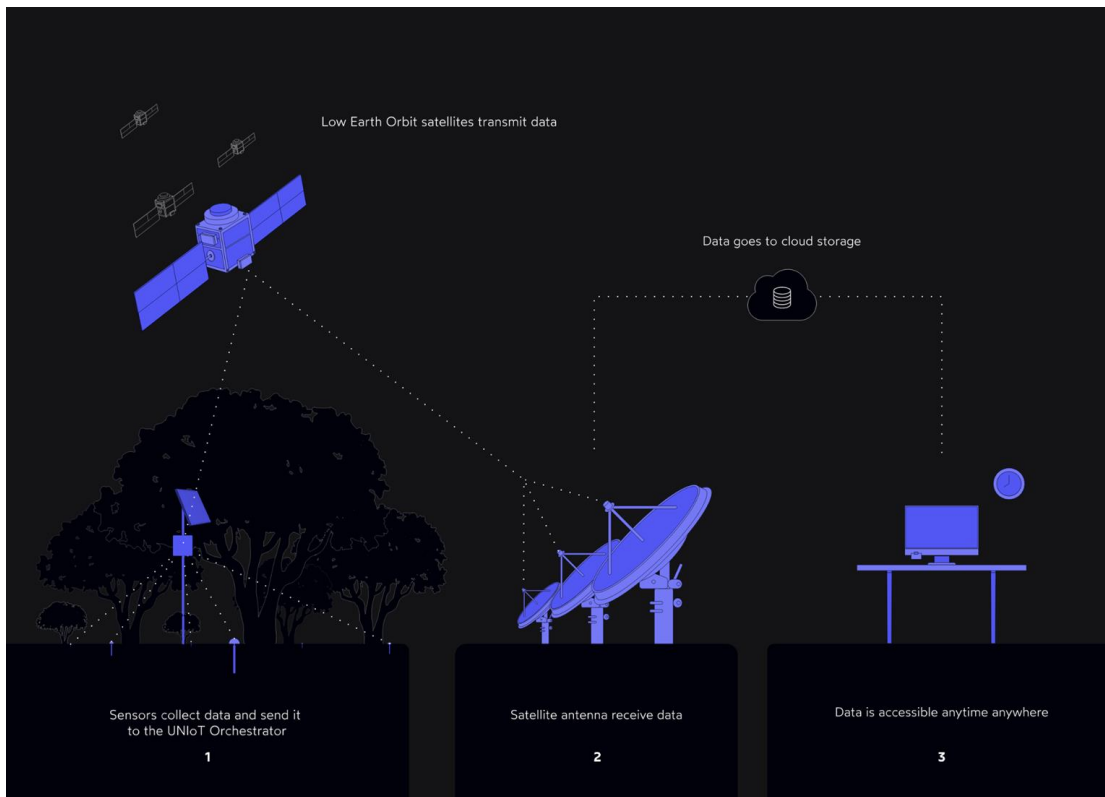 Low Earth Orbit satellites transmit data
Data goes to cloud storage
Sensors collect data and send it
to the UNIoT Orchestrator
1
Satellite antenna receive data
2
Data is accessible anytime anywhere
3